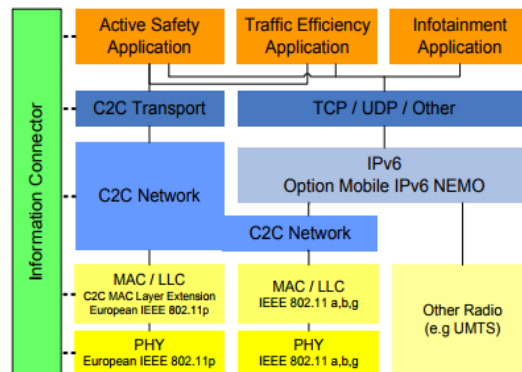 Information Connector
Active Safety
Application
Traffic Efficiency
Application
Infotainment
Application
C2C Transport
TCP / UDP / Other
C2C Network
IPv6
Option Mobile IPv6 NEMO
C2C Network
MAC / LLC
C2C MAC Layer Extension
European IEEE 802.11p
MAC / LLC
IEEE 802.11 a,b,g
Other Radio
(e.g UMTS)
PHY
European IEEE 802.11p
PHY
IEEE 802.11 a,b,g